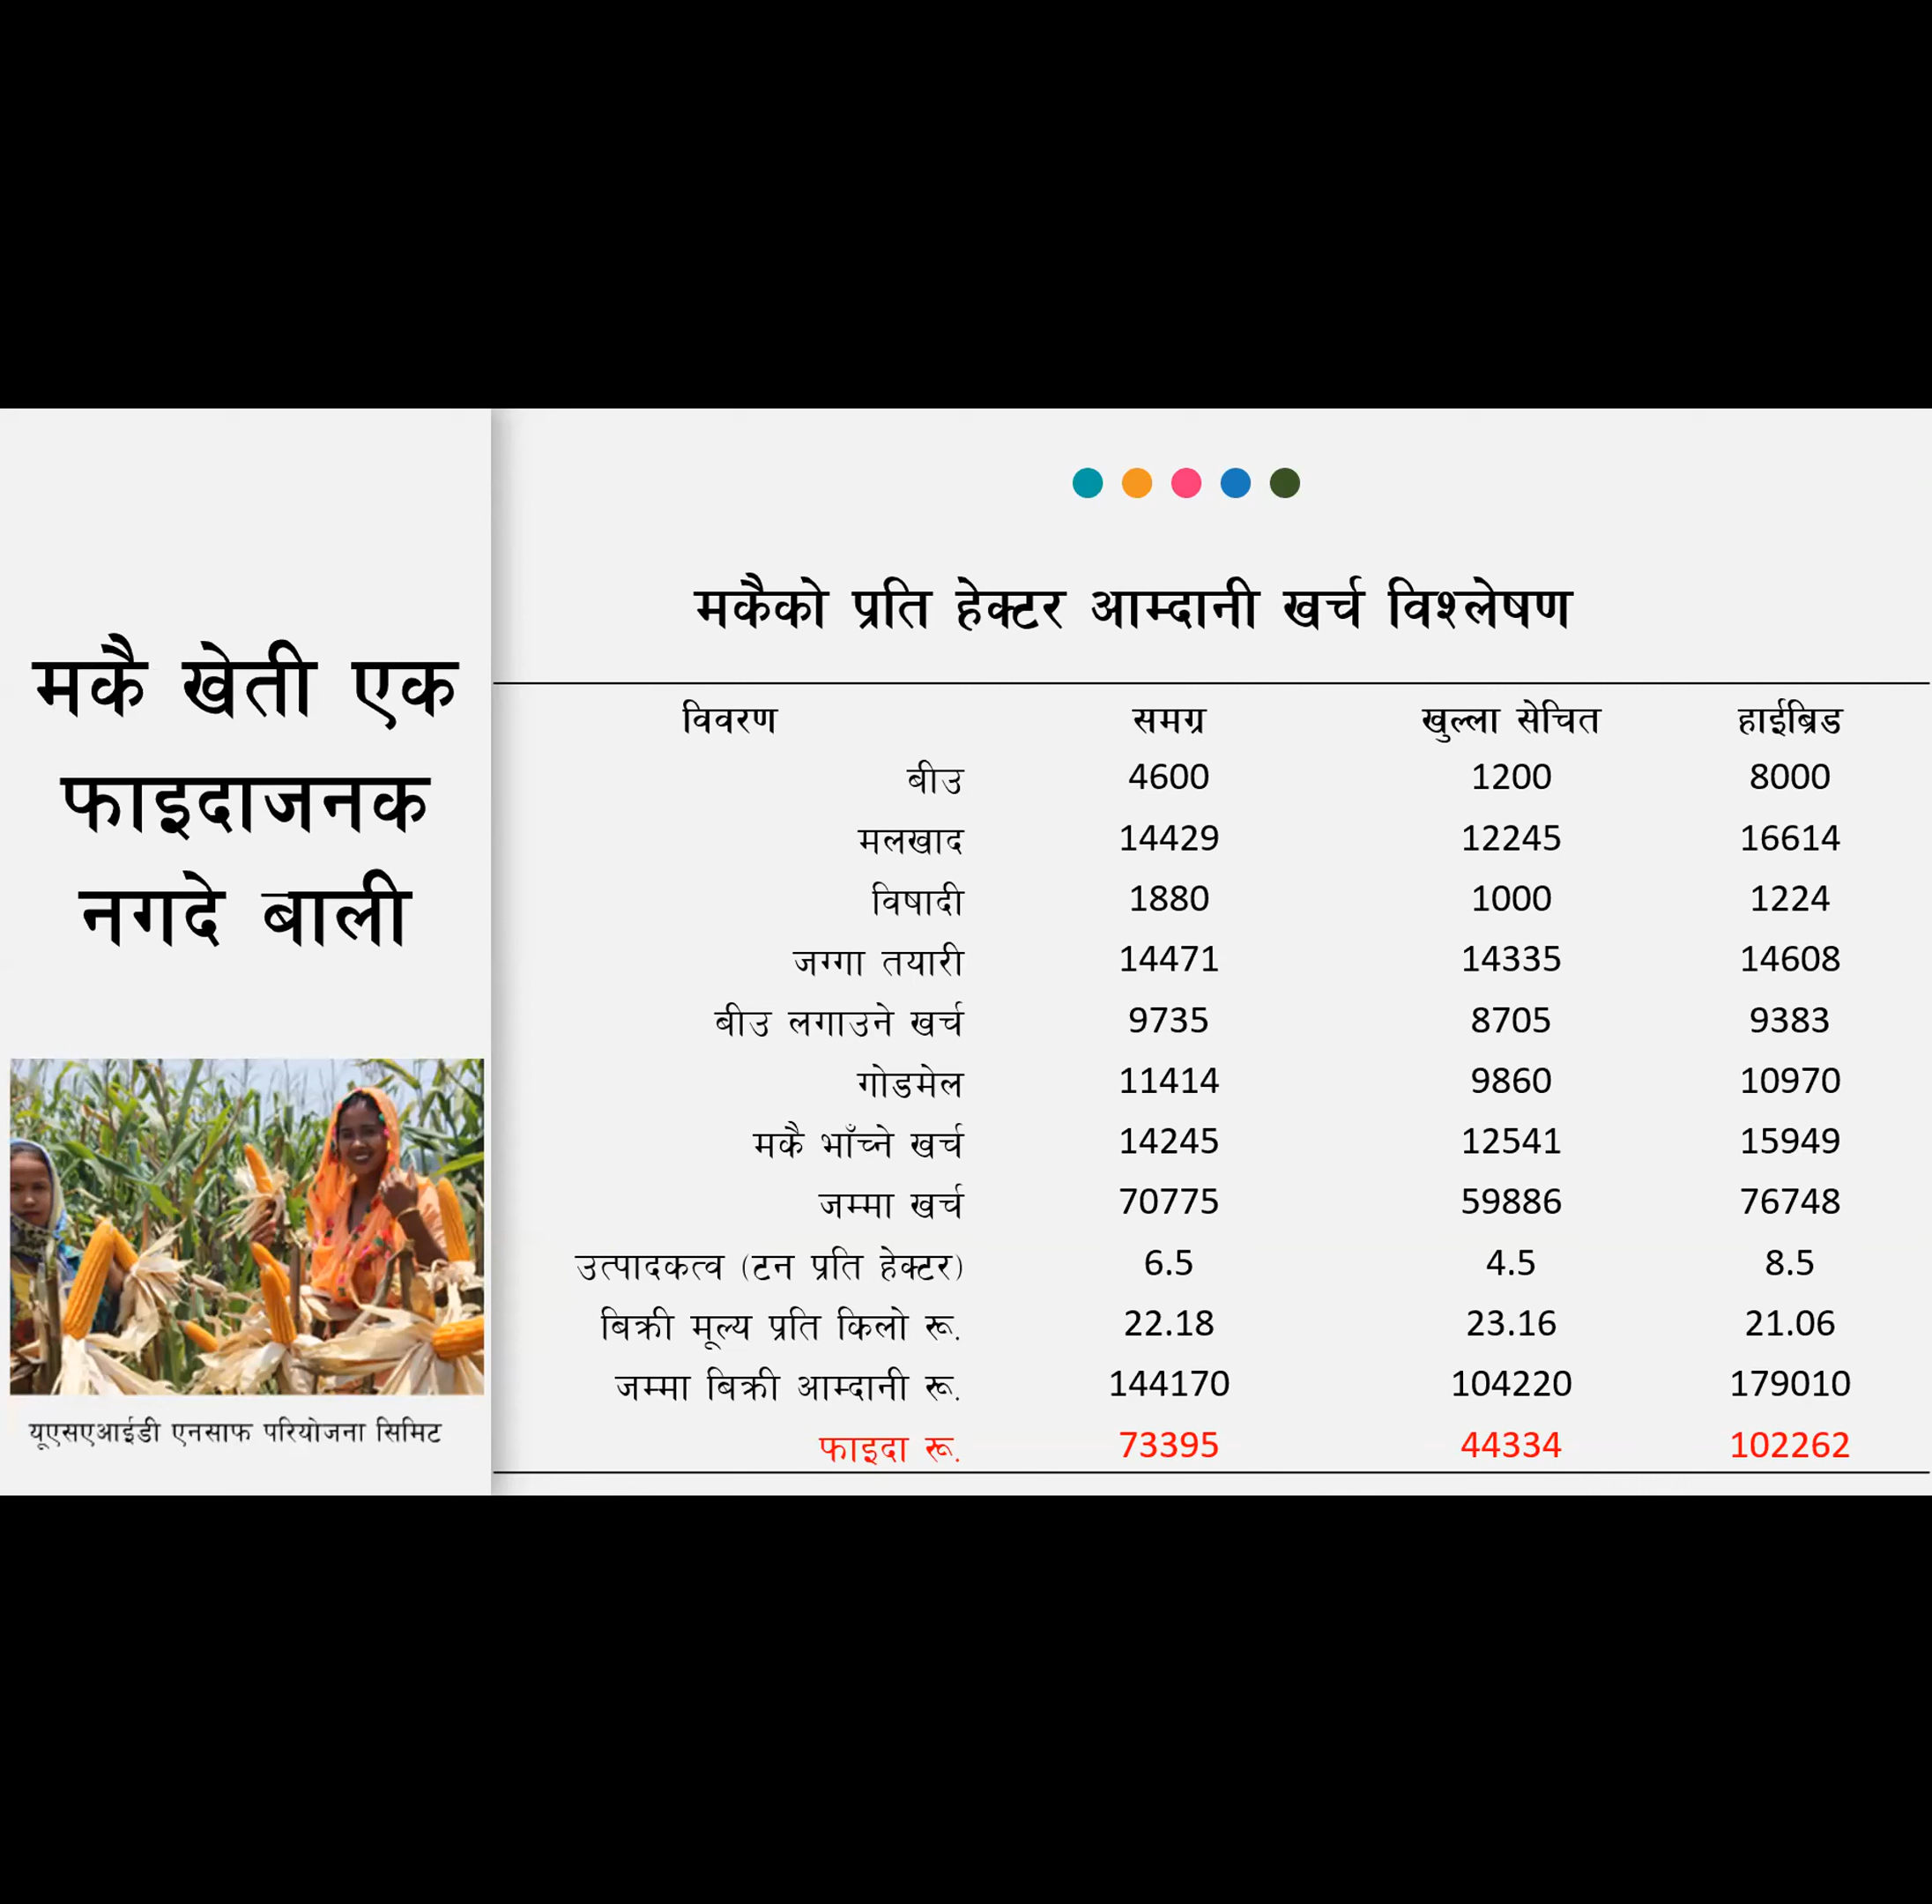 मकै खेती एक
फाइदाजनक
नगदे बाली
यूएसएआईडी एनसाफ परियोजना सिमिट
मकैको प्रति हेक्टर आम्दानी खर्च विश्लेषण
विवरण समग्र खुल्ला सेचित हाईब्रिड
बीउ 4600 1200 8000
मलखाद 14429 12245 16614
विषादी 1880 1000 1224
जग्गा तयारी 14471 14335 14608
बीउ लगाउने खर्च 9735 8705 9383
गोडमेल 11414 9860 10970
मकै भाँच्ने खर्च 14245 12541 15949
जम्मा खर्च 70775 59886 76748
उत्पादकत्व (टन प्रति हेक्टर) 6.5 4.5 8.5
बिक्री मूल्य प्रति किलो रू. 22.18 23.16 21.06
जम्मा बिक्री आम्दानी रू. 144170 104220 179010
फाइदा रू. 73395 44334 102262